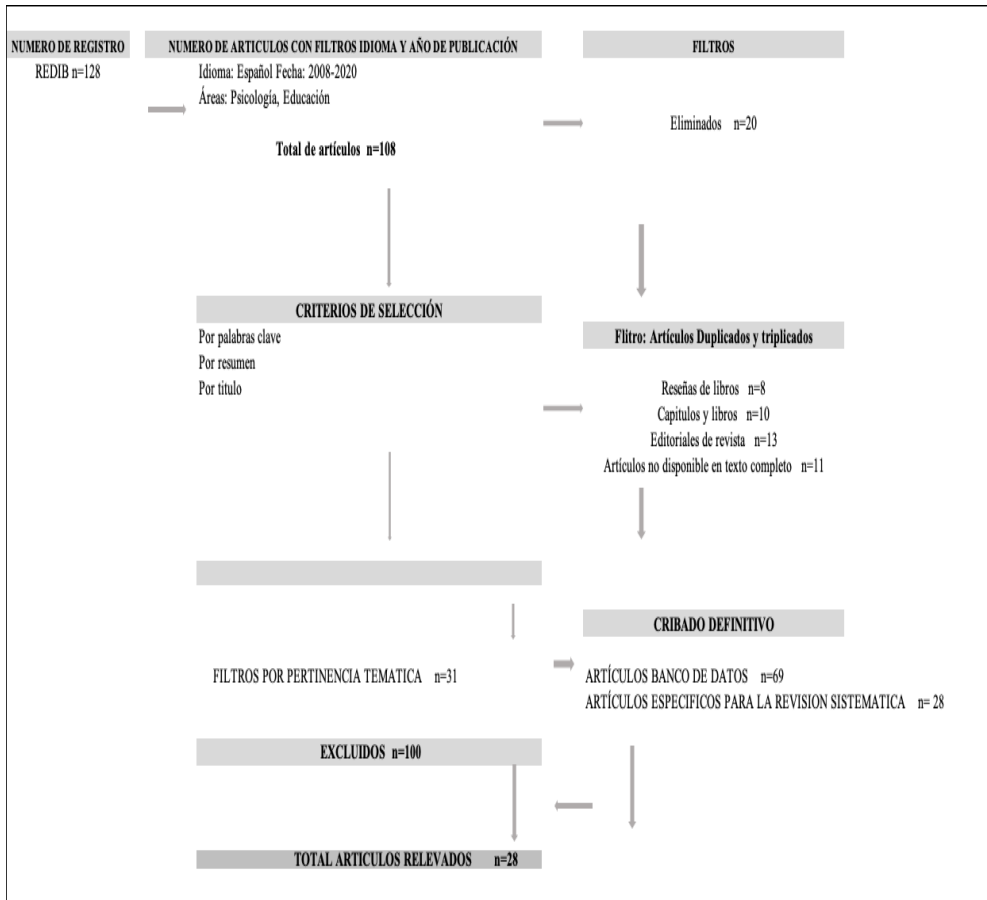 NUMERO DE REGISTRO
REDIB n=128
NUMERO DE ARTICULOS CON FILTROS IDIOMA Y AÑO DE PUBLICACIÓN
Idioma: Español Fecha: 2008-2020
Áreas: Psicología, Educación
Total de artículos n=108
FILTROS
Eliminados n=20
CRITERIOS DE SELECCIÓN
Por palabras clave
Por resumen
Por titulo
Flitro: Artículos Duplicados y triplicados
Reseñas de libros n=8
Capitulos y libros n=10
Editoriales de revista n=13
Artículos no disponible en texto completo n=11
FILTROS POR PERTINENCIA TEMATICA n=31
CRIBADO DEFINITIVO
ARTÍCULOS BANCO DE DATOS n=69
ARTÍCULOS ESPECIFICOS PARA LA REVISION SISTEMATICA n= 28
EXCLUIDOS n=100
TOTAL ARTICULOS RELEVADOS n=28